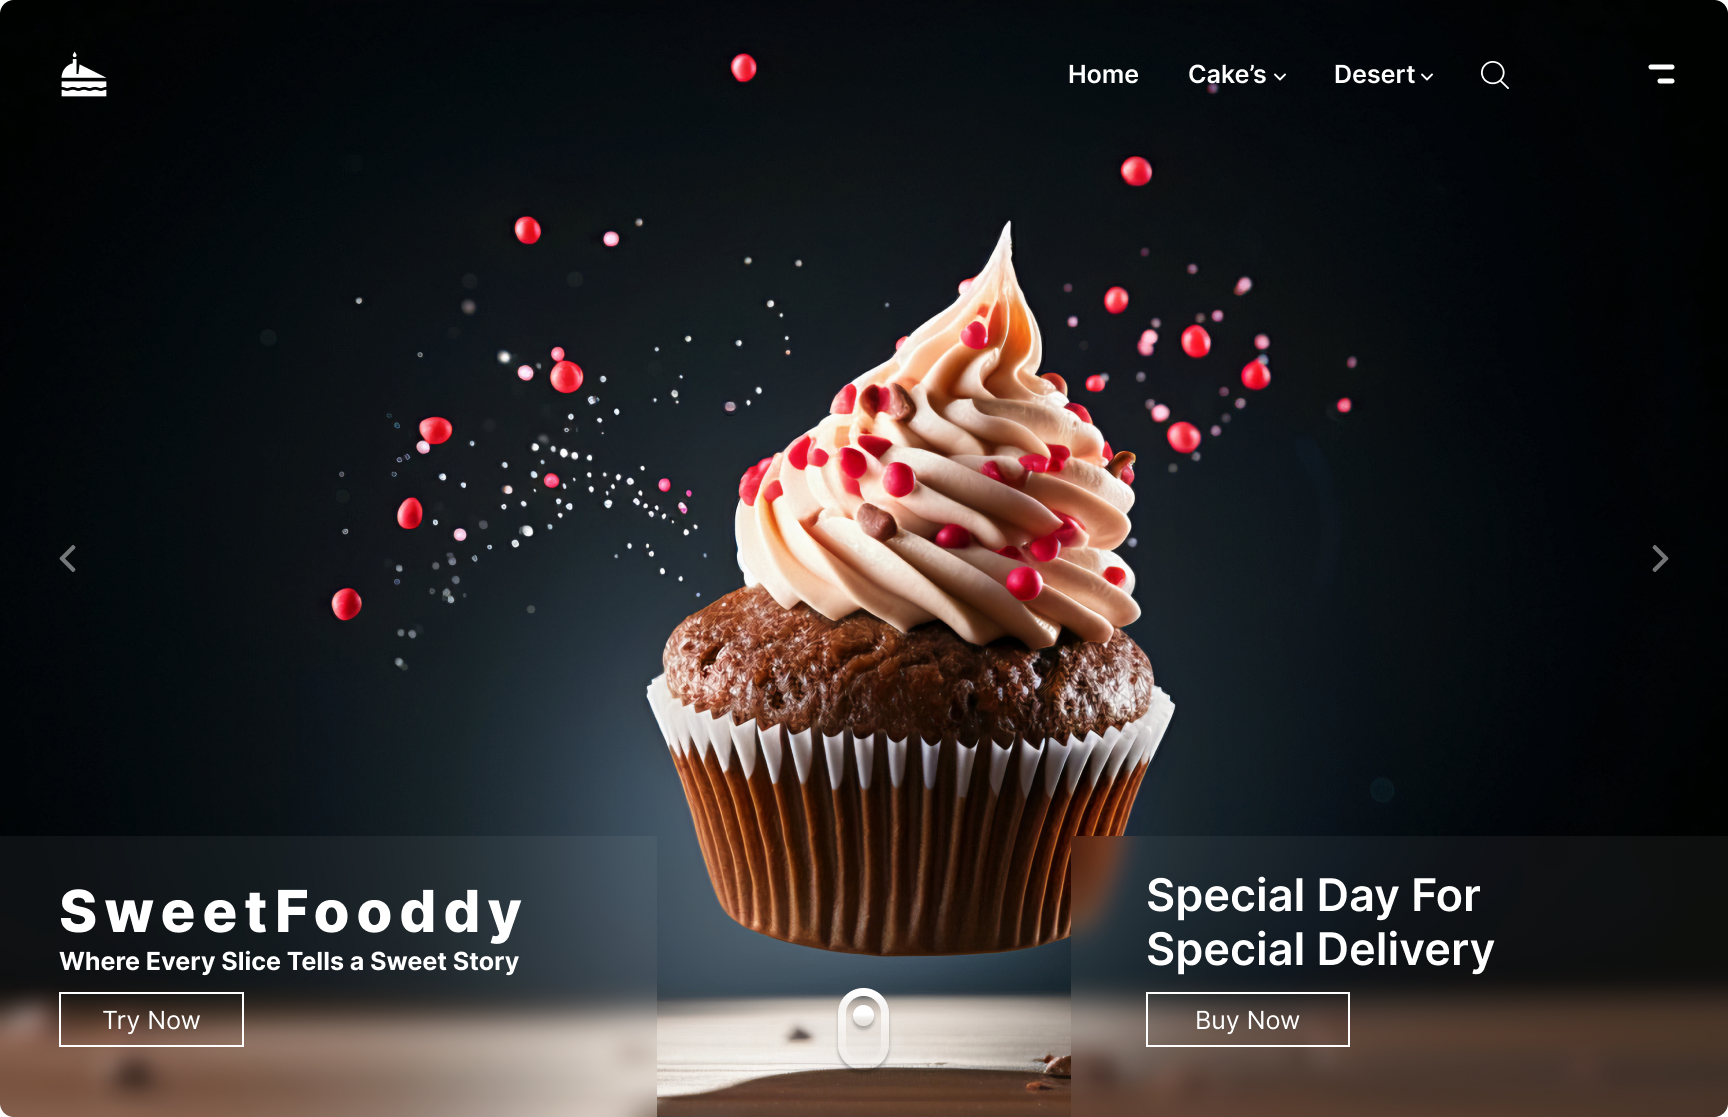 Home
Cake’s
Desert
SweetFooddy
Where Every Slice Tells a Sweet Story
Try Now
Special Day For
Special Delivery
Buy Now